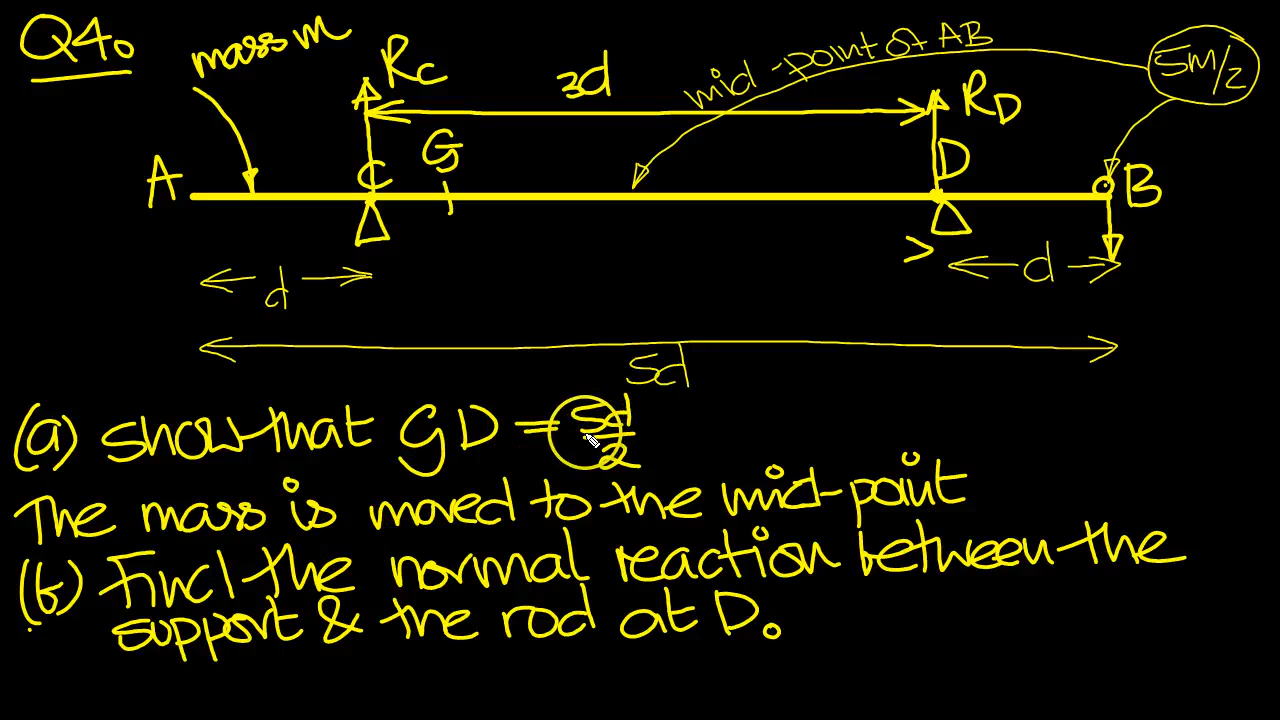 Q4.
mass m
Rc
3d
mid-point of AB
5m/2
RD
A
C
G
D
B
>
d
d
5d
(a) show that GD = 5d/2
The mass is moved to the mid-point
(b) Find the normal reaction between the
support & the rod at D.